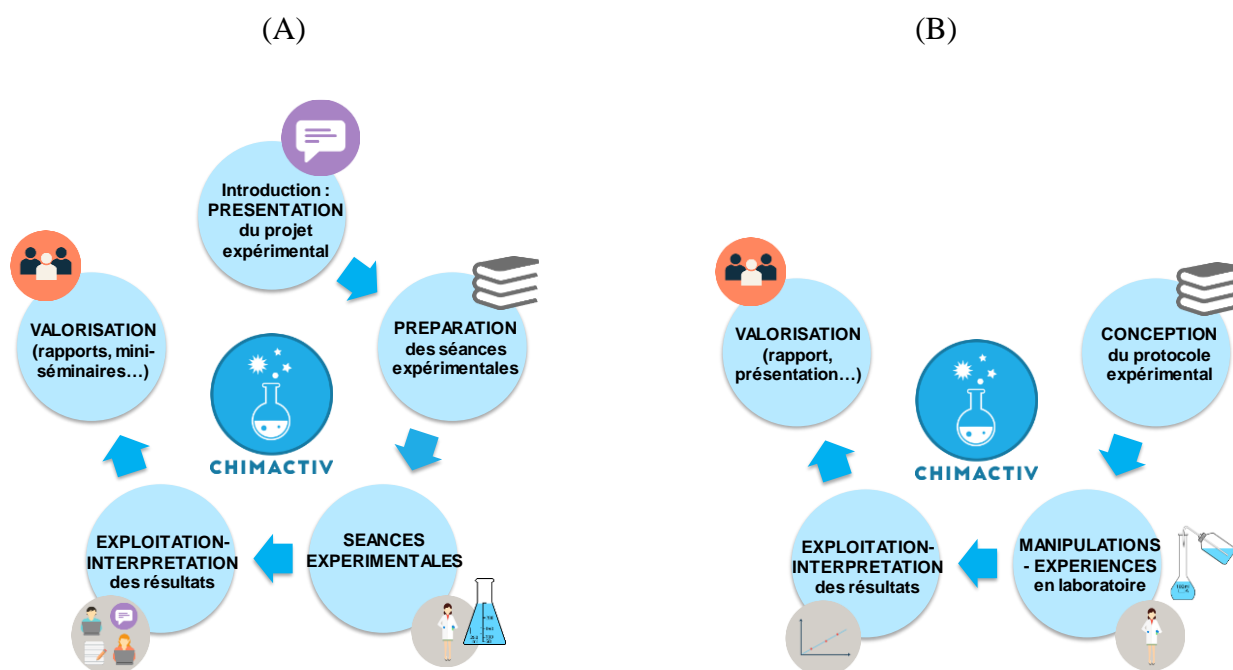 (A)
Introduction :
PRESENTATION
du projet
expérimental
PREPARATION
des séances
expérimentales
SEANCES
EXPERIMENTALES
EXPLOITATION-
INTERPRETATION
des résultats
VALORISATION
(rapports, mini-
séminaires…)
CHIMACTIV
(B)
CONCEPTION
du protocole
expérimental
MANIPULATIONS
- EXPERIENCES
en laboratoire
EXPLOITATION-
INTERPRETATION
des résultats
VALORISATION
(rapport,
présentation…)
CHIMACTIV